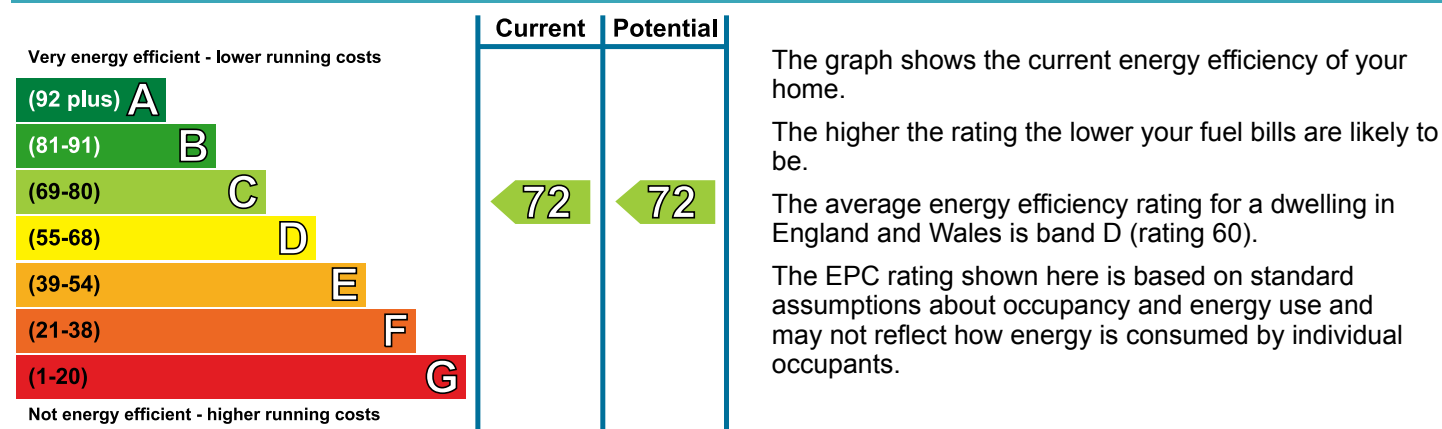 Current Potential
Very energy efficient - lower running costs
(92 plus) A
(81-91) B
(69-80) C
72 72
(55-68) D
(39-54) E
(21-38) F
(1-20) G
Not energy efficient - higher running costs
The graph shows the current energy efficiency of your
home.
The higher the rating the lower your fuel bills are likely to
be.
The average energy efficiency rating for a dwelling in
England and Wales is band D (rating 60).
The EPC rating shown here is based on standard
assumptions about occupancy and energy use and
may not reflect how energy is consumed by individual
occupants.